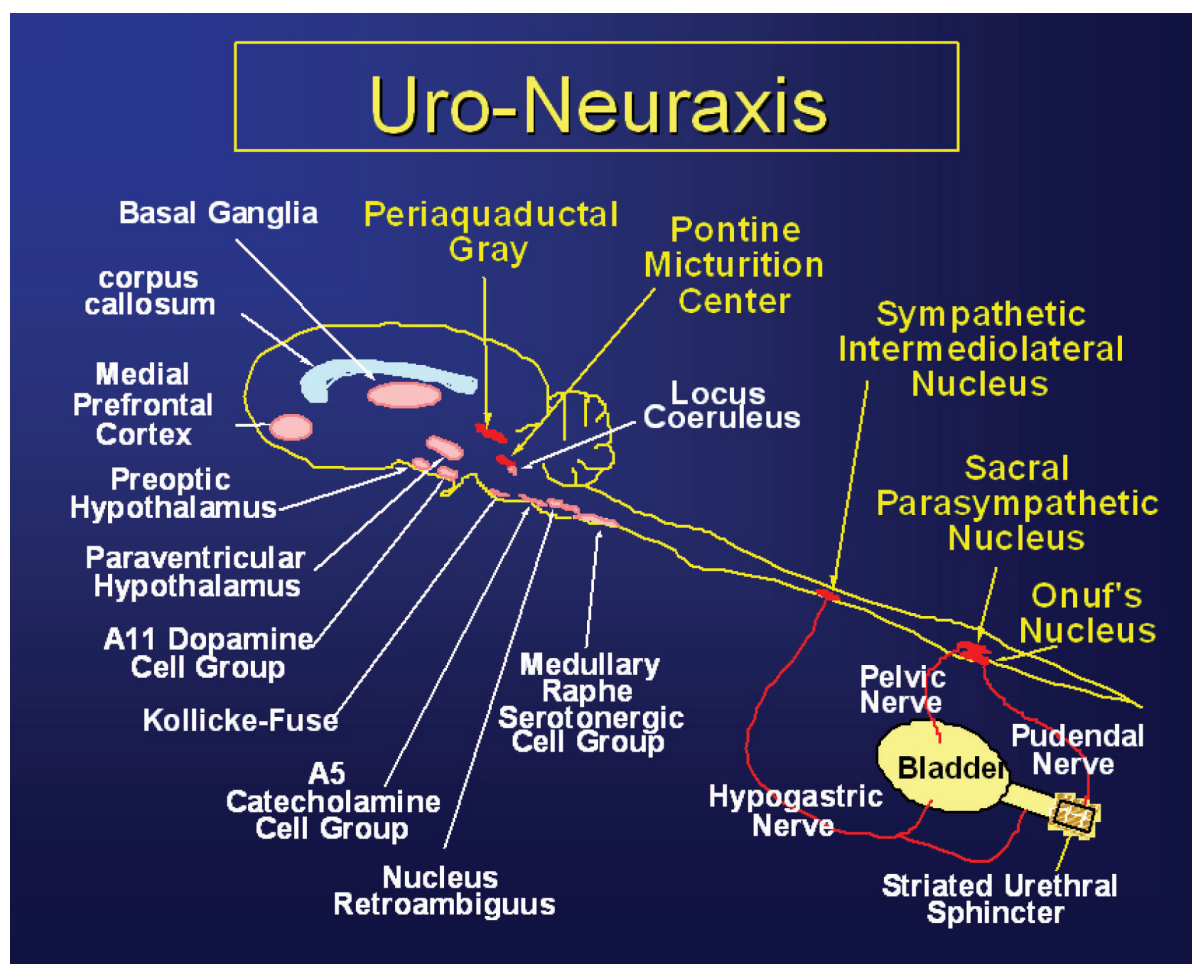 Uro-Neuraxis
Basal Ganglia
Periaquaductal
Gray
Pontine
Micturition
Center
corpus
callosum
Sympathetic
Intermediolateral
Nucleus
Medial
Prefrontal
Cortex
Locus
Coeruleus
Preoptic
Hypothalamus
Sacral
Parasympathetic
Nucleus
Paraventricular
Hypothalamus
Onuf's
Nucleus
A11 Dopamine
Cell Group
Medullary
Raphe
Serotonergic
Cell Group
Pelvic
Nerve
Kollicke-Fuse
Pudendal
Nerve
Bladder
A5
Catecholamine
Cell Group
Hypogastric
Nerve
Nucleus
Retroambiguus
Striated Urethral
Sphincter